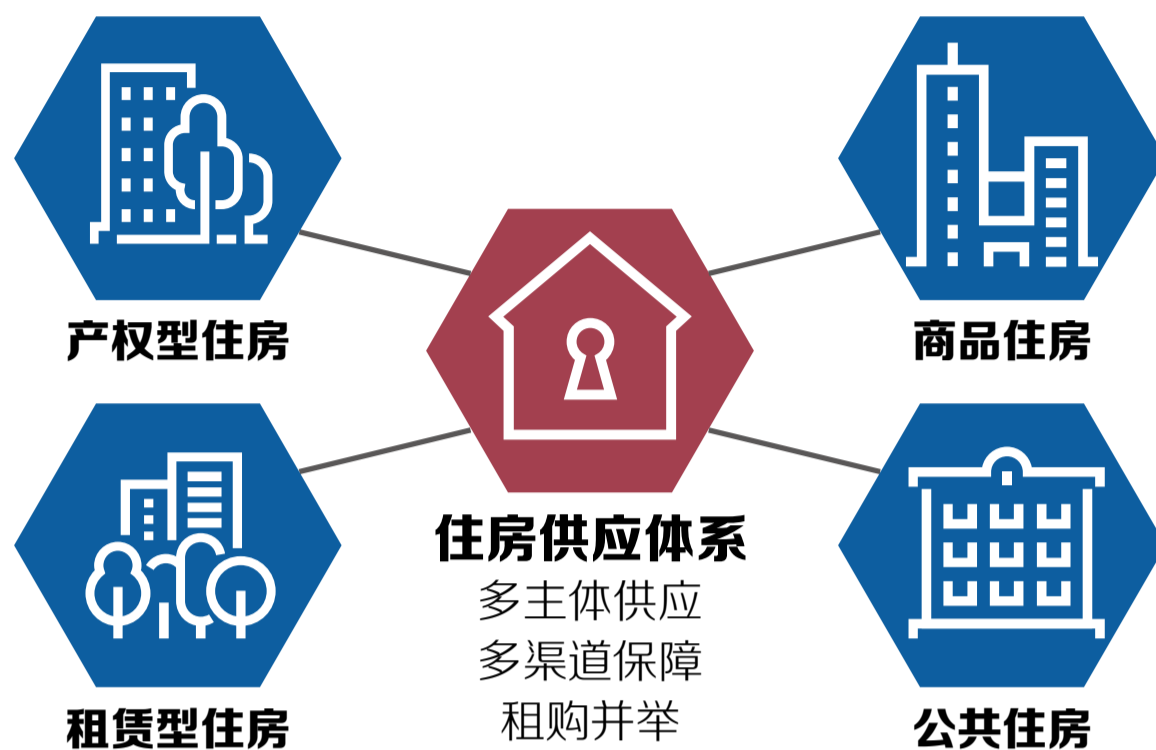 产权型住房
商品住房
住房供应体系
多主体供应
多渠道保障
租购并举
租赁型住房
公共住房